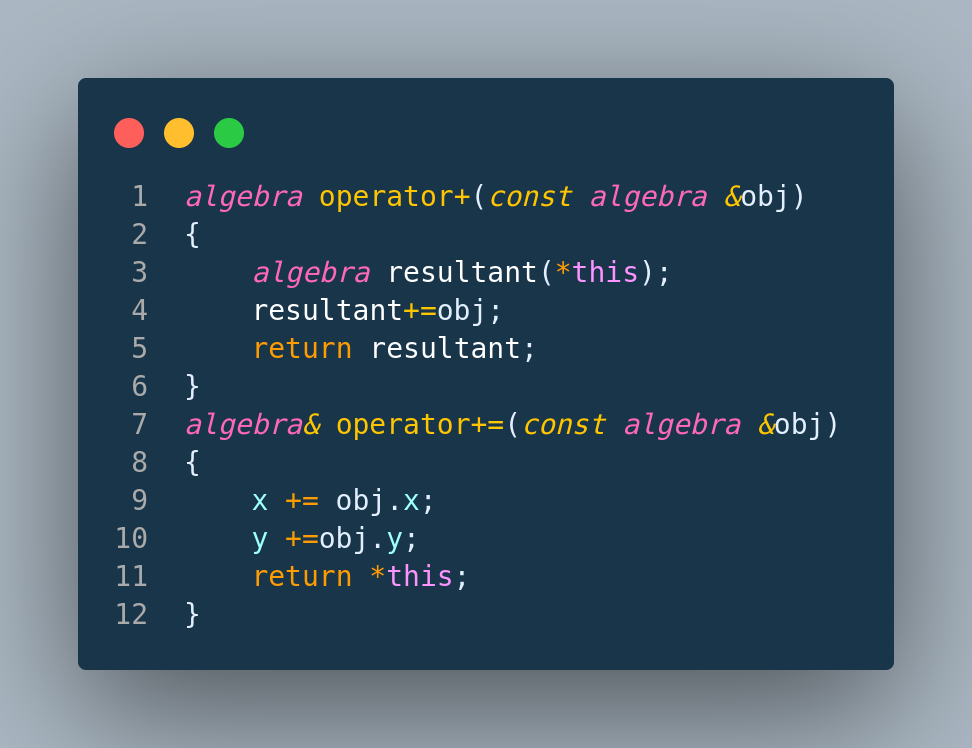 1 algebra operator+(const algebra &obj)
2 {
3     algebra resultant(*this);
4     resultant+=obj;
5     return resultant;
6 }
7 algebra& operator+=(const algebra &obj)
8 {
9     x += obj.x;
10     y +=obj.y;
11     return *this;
12 }